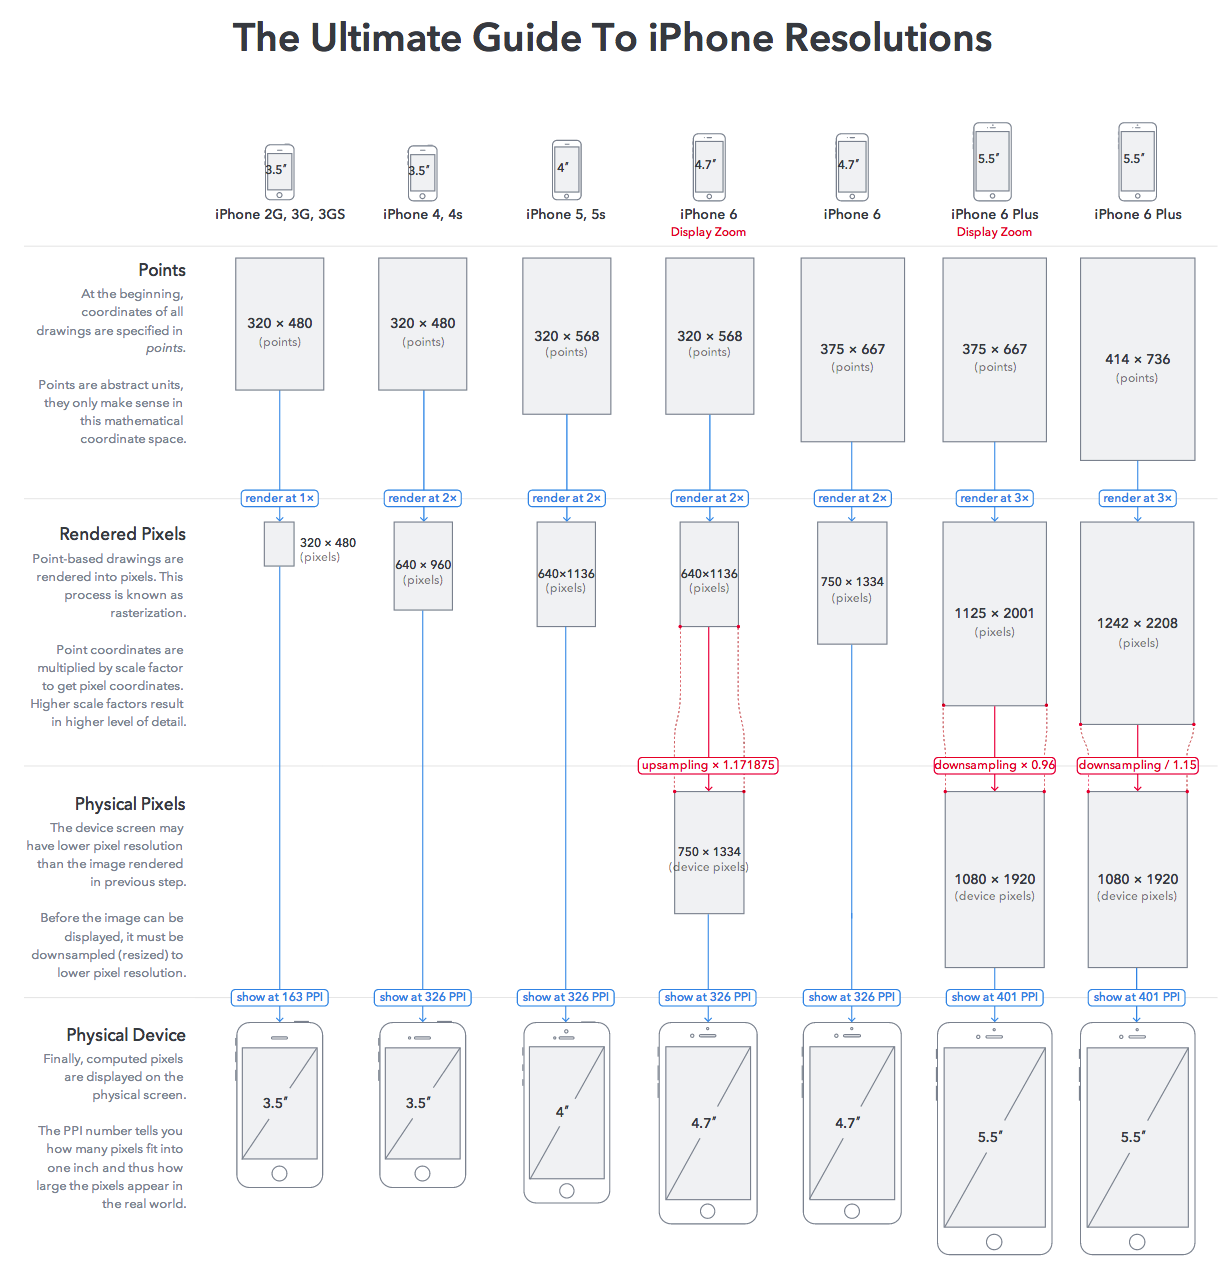 The Ultimate Guide To iPhone Resolutions
3.5″
3.5″
4″
4.7″
4.7″
5.5″
5.5″
iPhone 2G, 3G, 3GS
iPhone 4, 4s
iPhone 5, 5s
iPhone 6
Display Zoom
iPhone 6
iPhone 6 Plus
Display Zoom
iPhone 6 Plus
Points
At the beginning,
coordinates of all
drawings are specified in
points.
Points are abstract units,
they only make sense in
this mathematical
coordinate space.
320 × 480
(points)
320 × 480
(points)
320 × 568
(points)
320 × 568
(points)
375 × 667
(points)
375 × 667
(points)
414 × 736
(points)
render at 1×
render at 2×
render at 2×
render at 2×
render at 2×
render at 3×
render at 3×
Rendered Pixels
Point-based drawings are
rendered into pixels. This
process is known as
rasterization.
Point coordinates are
multiplied by scale factor
to get pixel coordinates.
Higher scale factors result
in higher level of detail.
320 × 480
(pixels)
640 × 960
(pixels)
640×1136
(pixels)
640×1136
(pixels)
750 × 1334
(pixels)
1125 × 2001
(pixels)
1242 × 2208
(pixels)
upsampling × 1.171875
downsampling × 0.96
downsampling / 1.15
Physical Pixels
The device screen may
have lower pixel resolution
than the image rendered
in previous step.
Before the image can be
displayed, it must be
downsampled (resized) to
lower pixel resolution.
750 × 1334
(device pixels)
1080 × 1920
(device pixels)
1080 × 1920
(device pixels)
show at 163 PPI
show at 326 PPI
show at 326 PPI
show at 326 PPI
show at 326 PPI
show at 401 PPI
show at 401 PPI
Physical Device
Finally, computed pixels
are displayed on the
physical screen.
The PPI number tells you
how many pixels fit into
one inch and thus how
large the pixels appear in
the real world.
3.5″
3.5″
4″
4.7″
4.7″
5.5″
5.5″